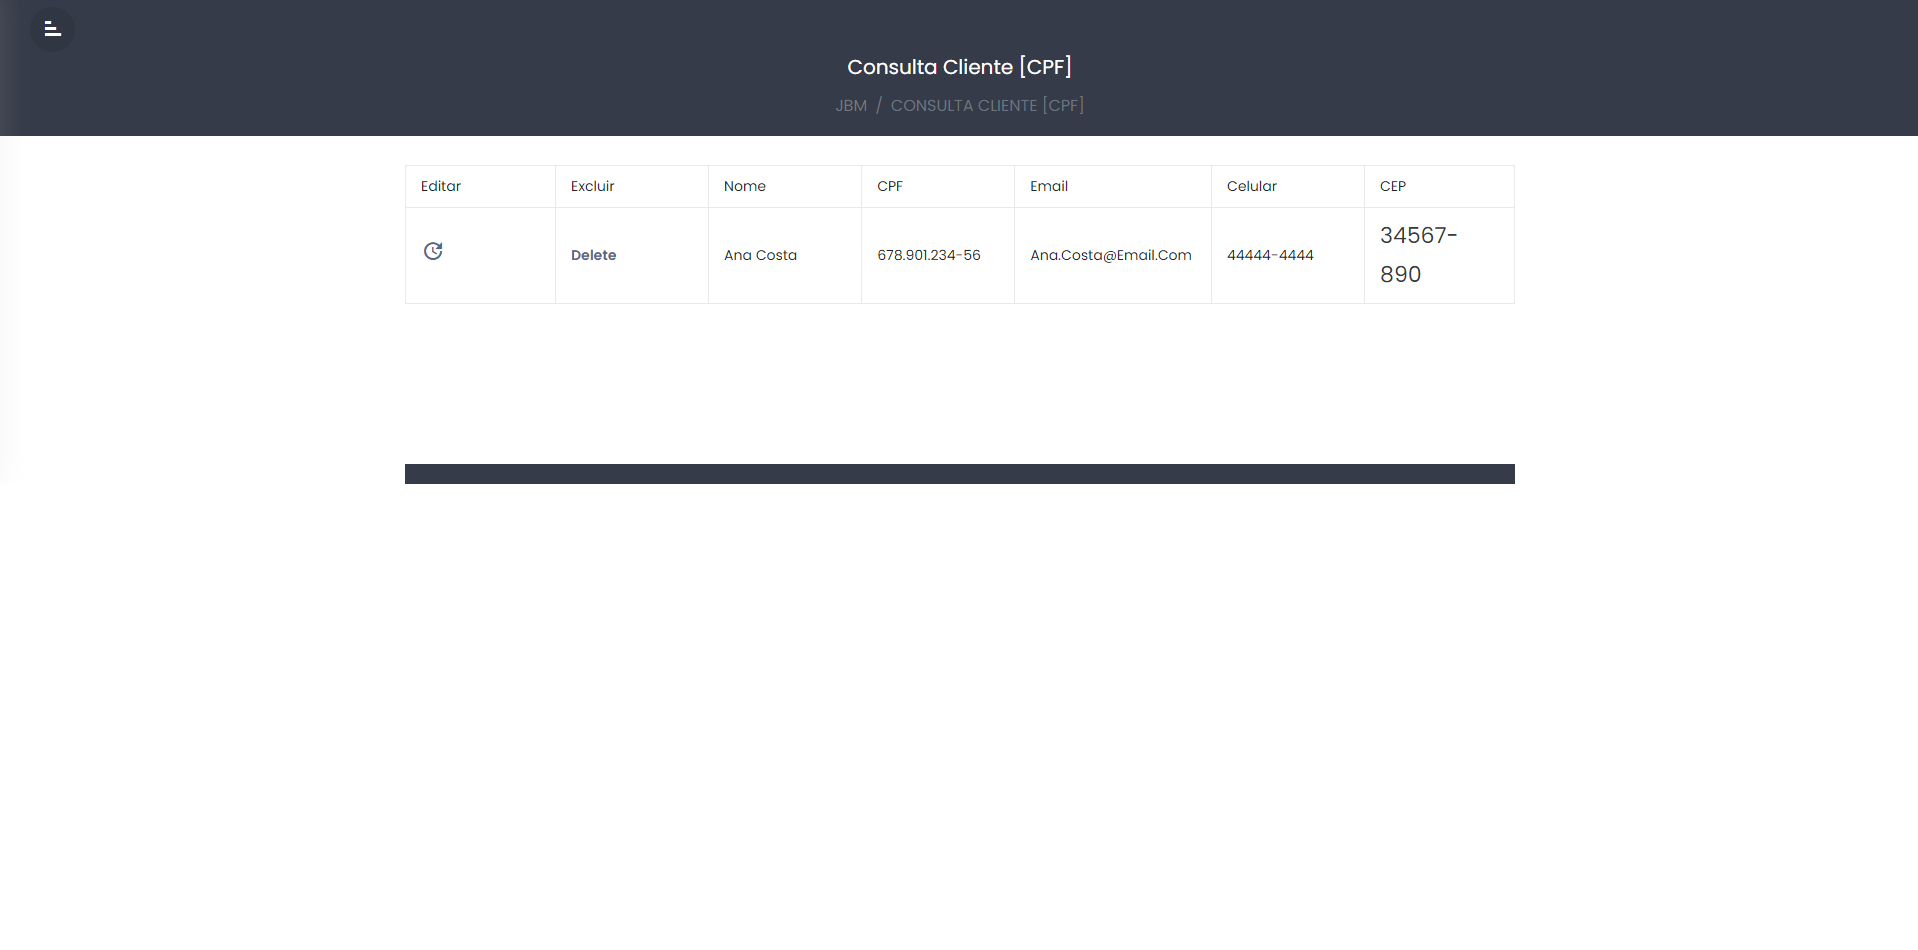 Consulta Cliente [CPF]
JBM / CONSULTA CLIENTE [CPF]
Editar Excluir Nome CPF Email Celular CEP
Delete Ana Costa 678.901.234-56 Ana.Costa@Email.Com 44444-4444 34567-
890